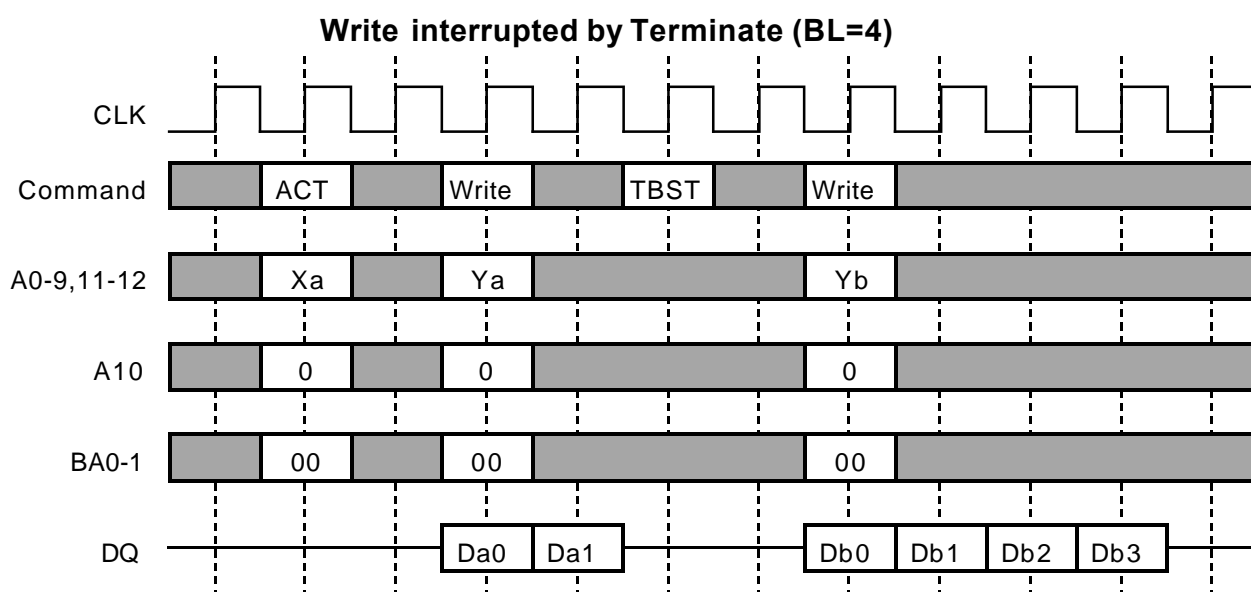 Write interrupted by Terminate (BL=4)
CLK
Command ACT Write TBST Write
A0-9,11-12 Xa Ya Yb
A10 0 0 0
BA0-1 00 00 00
DQ Da0 Da1 Db0 Db1 Db2 Db3